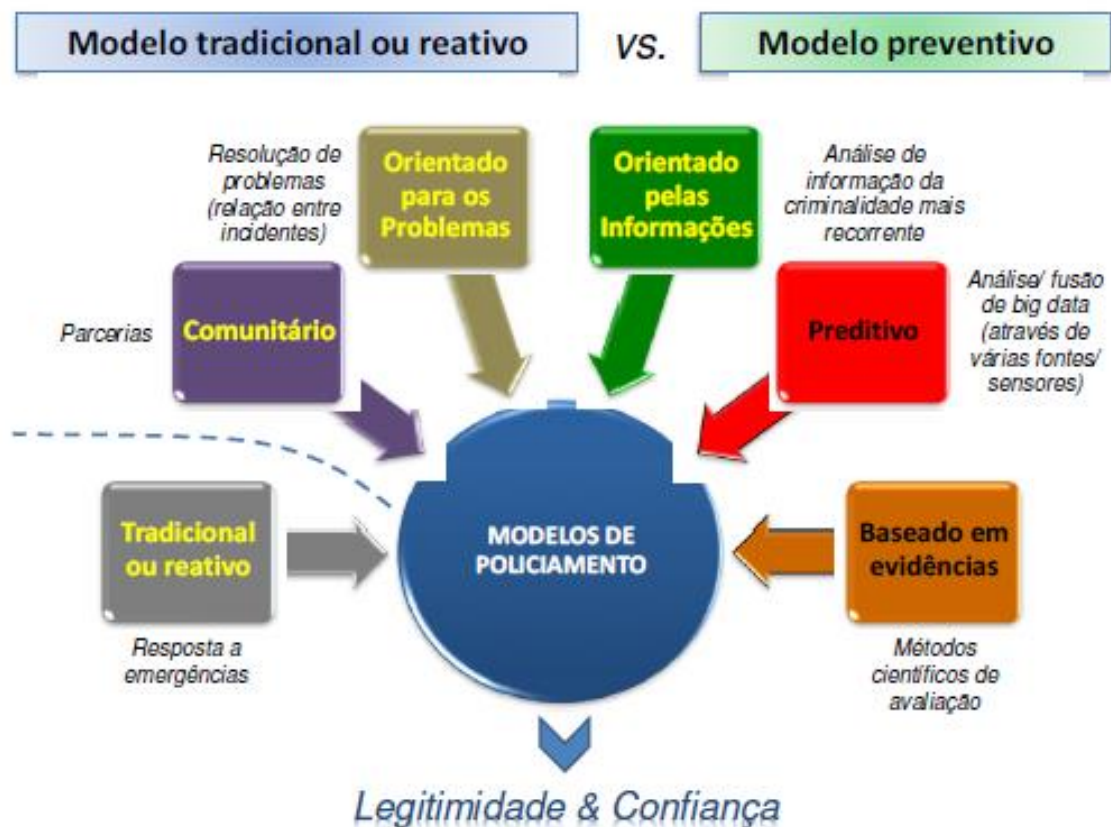 Modelo tradicional ou reativo
vs.
Modelo preventivo
Resolução de
problemas
(relação entre
incidentes)
Orientado
para os
Problemas
Orientado
pelas
Informações
Análise de
informação da
criminalidade mais
recorrente
Parcerias
Comunitário
Preditivo
Análise/ fusão
de big data
(através de
várias fontes/
sensores)
Tradicional
ou reativo
Resposta a
emergências
MODELOS DE
POLICIAMENTO
Baseado em
evidências
Métodos
científicos de
avaliação
Legitimidade & Confiança